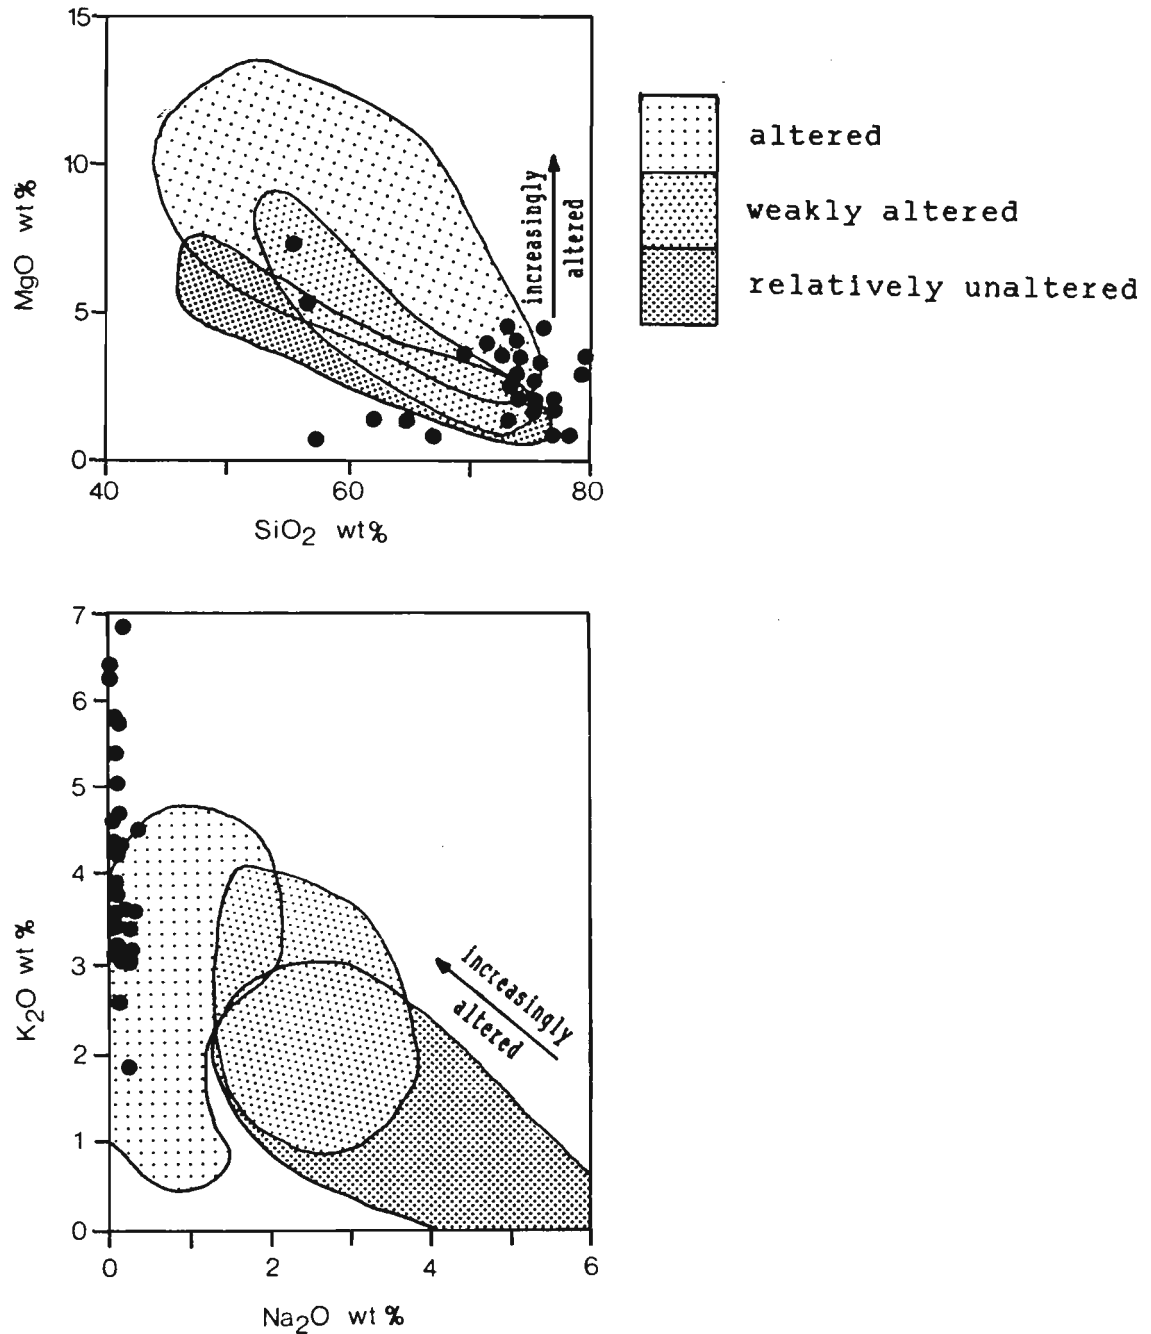 15
10
5
0
MgO wt %
40
60
80
SiO2 wt%
increasingly
altered
altered
weakly altered
relatively unaltered
7
6
5
4
3
2
1
0
K2O wt %
increasingly
altered
0
2
4
6
Na2O wt %